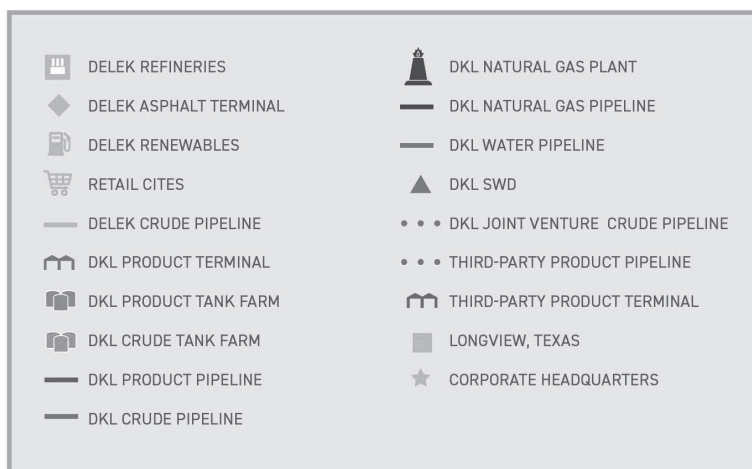 DELEK REFINERIES
DELEK ASPHALT TERMINAL
DELEK RENEWABLES
RETAIL CITES
DELEK CRUDE PIPELINE
DKL PRODUCT TERMINAL
DKL PRODUCT TANK FARM
DKL CRUDE TANK FARM
DKL PRODUCT PIPELINE
DKL CRUDE PIPELINE
DKL NATURAL GAS PLANT
DKL NATURAL GAS PIPELINE
DKL WATER PIPELINE
DKL SWD
DKL JOINT VENTURE CRUDE PIPELINE
THIRD-PARTY PRODUCT PIPELINE
THIRD-PARTY PRODUCT TERMINAL
LONGVIEW, TEXAS
CORPORATE HEADQUARTERS